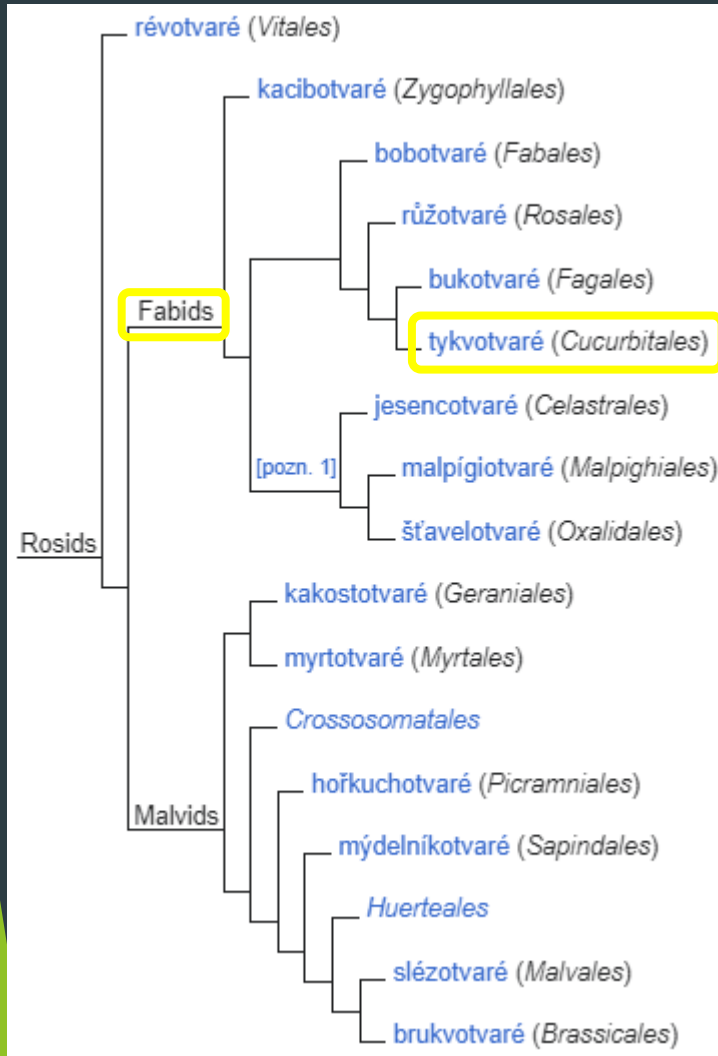 révotvaré (Vitales)
kacibotvaré (Zygophyllales)
bobotvaré (Fabales)
růžotvaré (Rosales)
bukotvaré (Fagales)
Fabids
tykvotvaré (Cucurbitales)
jesencotvaré (Celastrales)
[pozn. 1]
malpígiotvaré (Malpighiales)
šťavelotvaré (Oxalidales)
Rosids
kakostotvaré (Geraniales)
myrtotvaré (Myrtales)
Crossosomatales
hořkuchotvaré (Picramniales)
Malvids
mýdelníkotvaré (Sapindales)
Huerteales
slézotvaré (Malvales)
brukvotvaré (Brassicales)